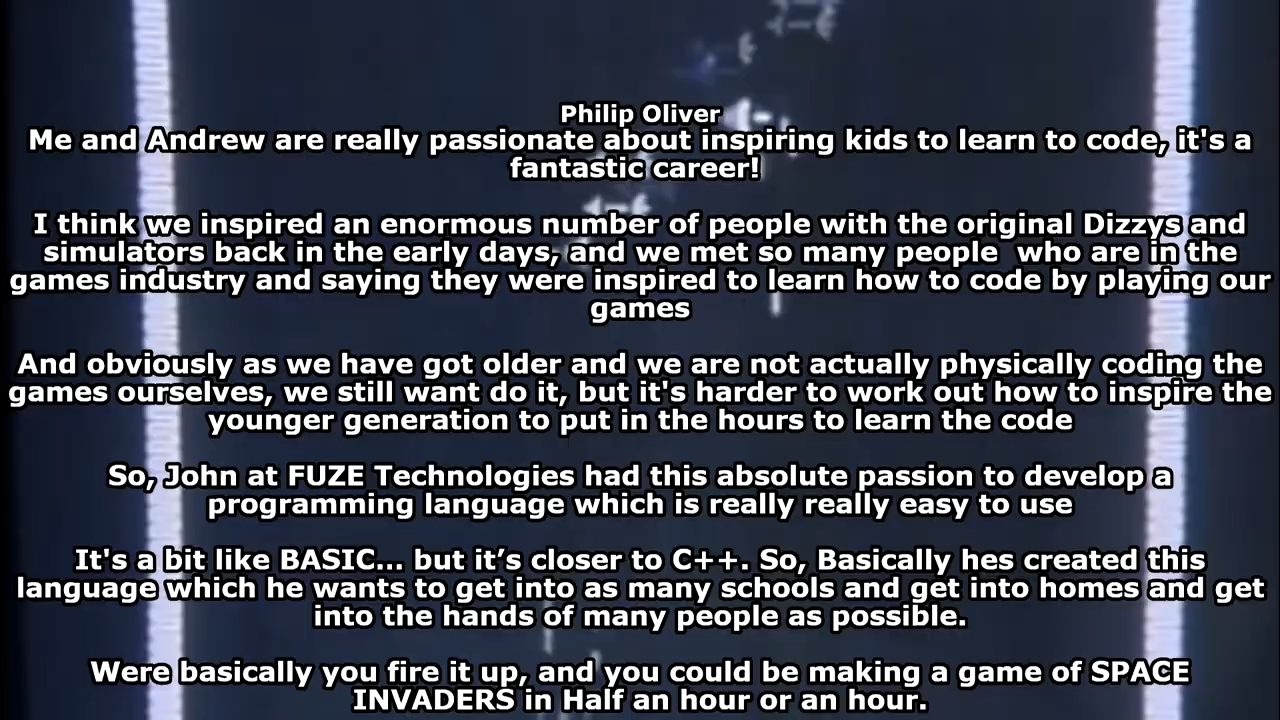 Philip Oliver
Me and Andrew are really passionate about inspiring kids to learn to code, it's a
fantastic career!
I think we inspired an enormous number of people with the original Dizzys and
simulators back in the early days, and we met so many people  who are in the
games industry and saying they were inspired to learn how to code by playing our
games
And obviously as we have got older and we are not actually physically coding the
games ourselves, we still want do it, but it's harder to work out how to inspire the
younger generation to put in the hours to learn the code
So, John at FUZE Technologies had this absolute passion to develop a
programming language which is really really easy to use
It's a bit like BASIC... but it’s closer to C++. So, Basically hes created this
language which he wants to get into as many schools and get into homes and get
into the hands of many people as possible.
Were basically you fire it up, and you could be making a game of SPACE
INVADERS in Half an hour or an hour.